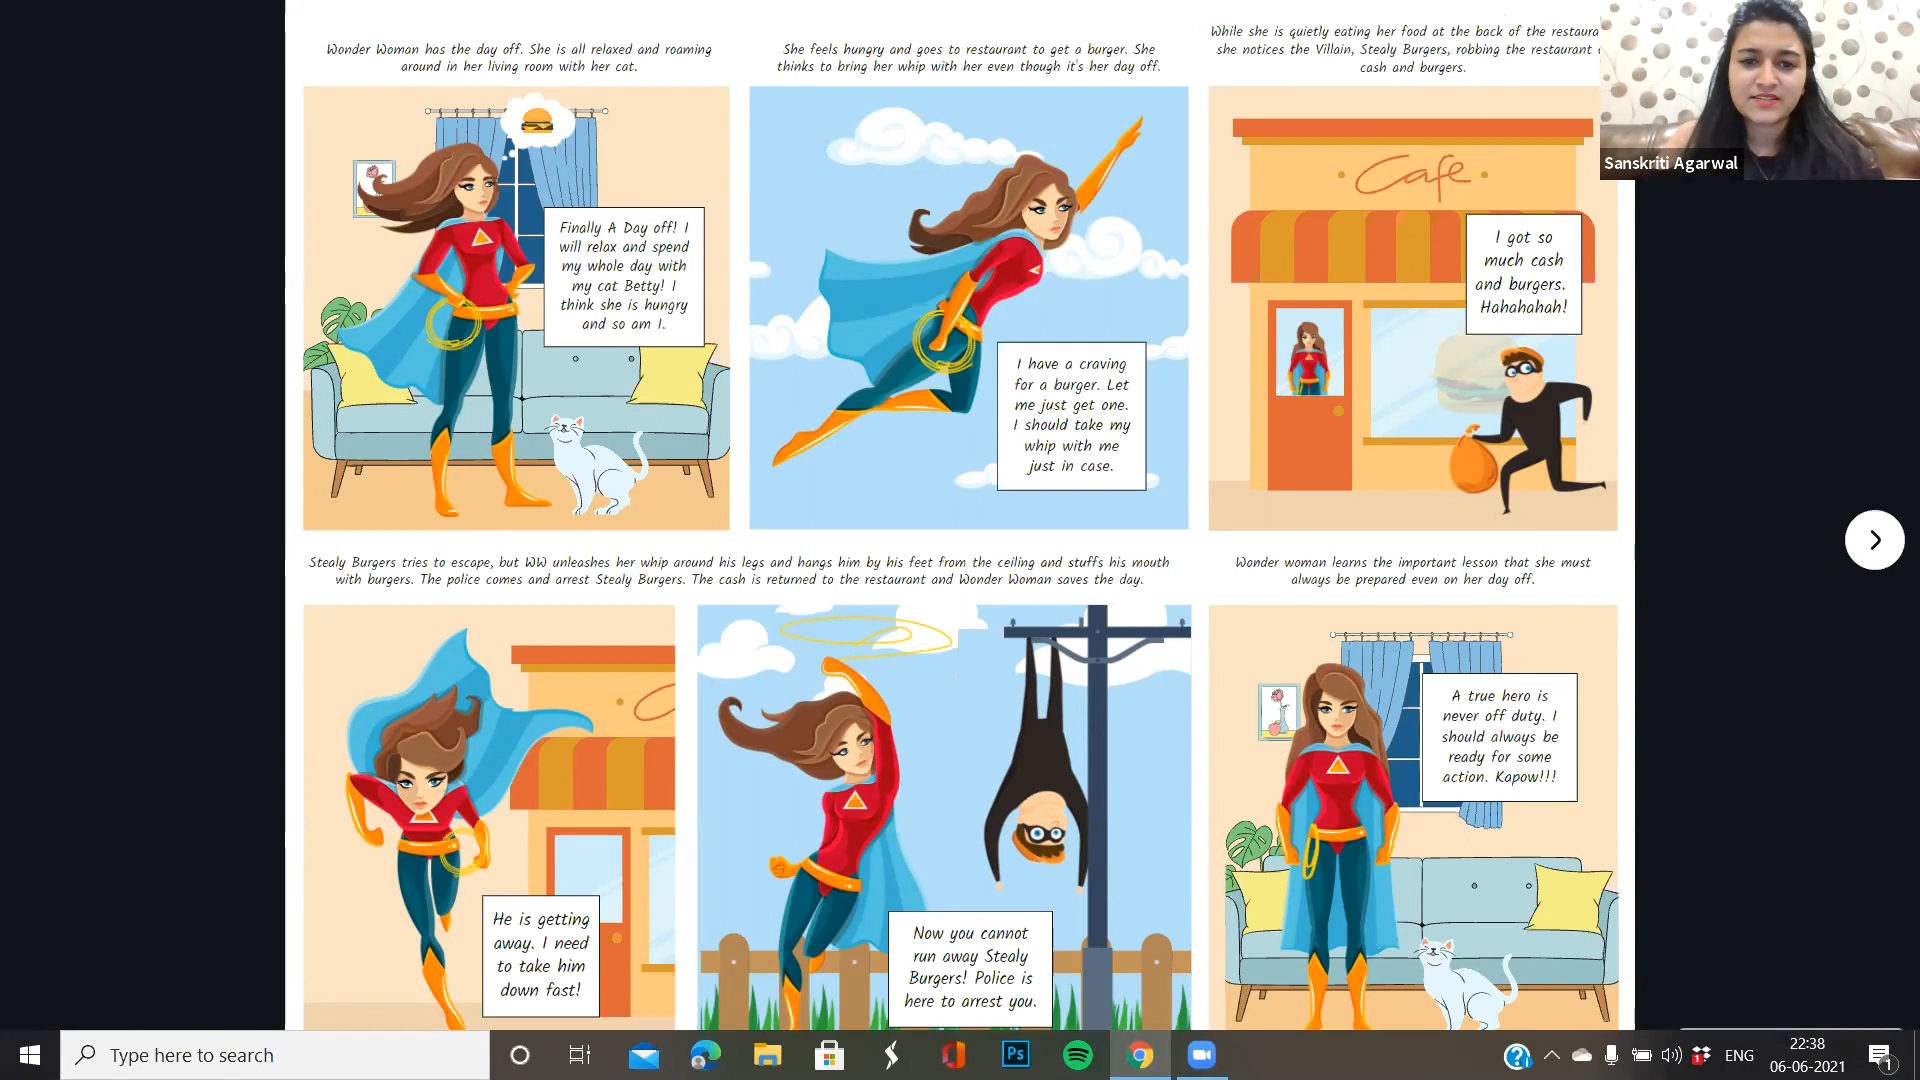 Wonder Woman has the day off. She is all relaxed and roaming
around in her living room with her cat.
She feels hungry and goes to restaurant to get a burger. She
thinks to bring her whip with her even though it's her day off.
While she is quietly eating her food at the back of the
she notices the Villain, Stealy Burgers, robbing the restaurant
cash and burgers.
Finally A Day off! I
will relax and spend
my whole day with
my cat Betty! I
think she is hungry
and so am I.
I have a craving
for a burger. Let
me just get one.
I should take my
whip with me
just in case.
Cafe
I got so
much cash
and burgers.
Hahahahah!
Sanskriti Agarwal
Stealy Burgers tries to escape, but WW unleashes her whip around his legs and hangs him by his feet from the ceiling and stuffs his mouth
with burgers. The police comes and arrest Stealy Burgers. The cash is returned to the restaurant and Wonder Woman saves the day.
Wonder woman learns the important lesson that she must
always be prepared even on her day off.
He is getting
away. I need
to take him
down fast!
Now you cannot
run away Stealy
Burgers! Police is
here to arrest you.
A true hero is
never off duty. I
should always be
ready for some
action. Kapow!!!
Type here to search
Ps
1
ENG
22:38
06-06-2021
1